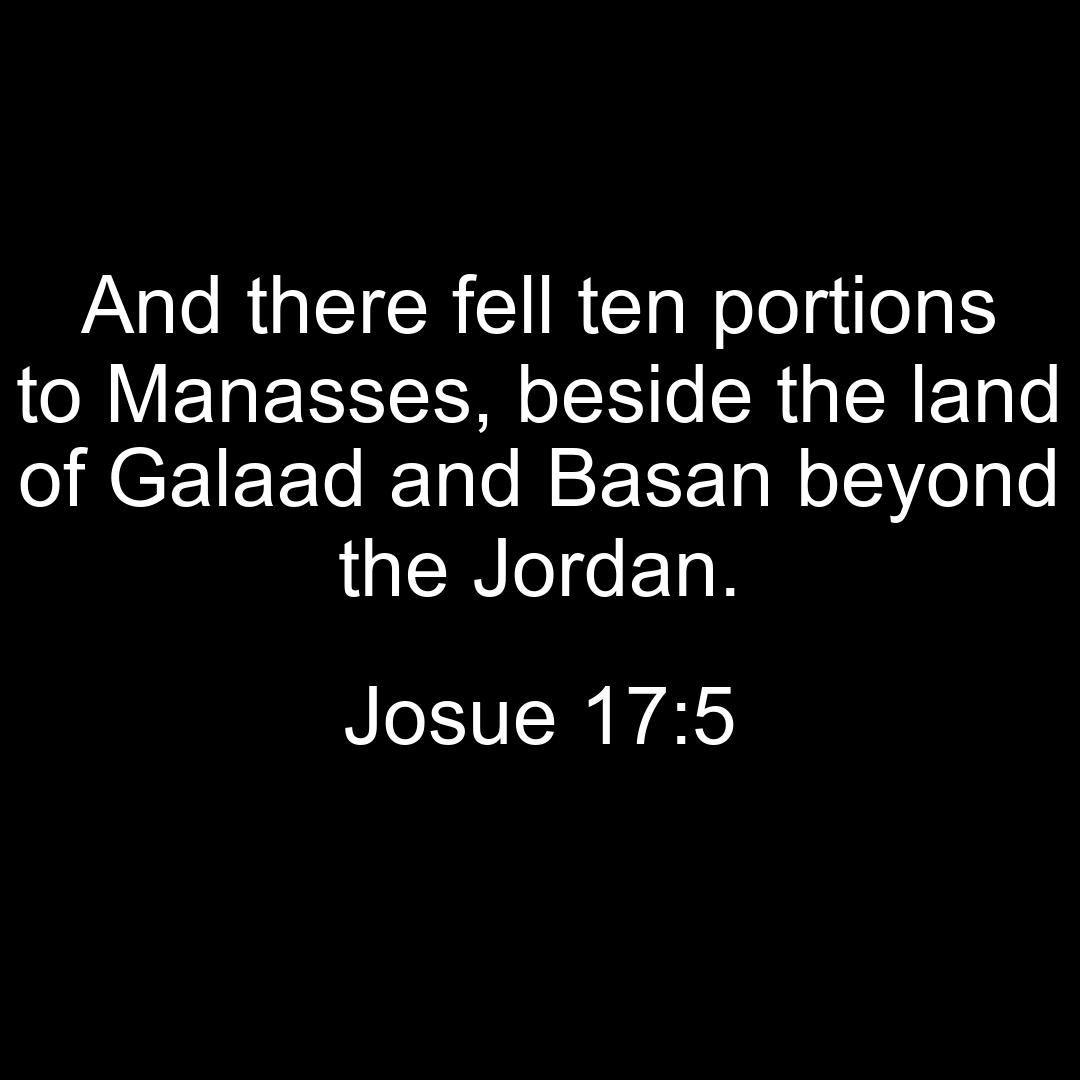 And there fell ten portions
to Manasses, beside the land
of Galaad and Basan beyond
the Jordan.
Josue 17:5